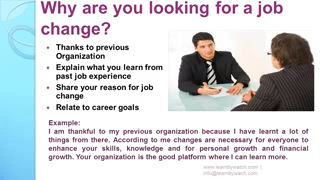 Why are you looking for a job
change?
Thanks to previous
Organization
Explain what you learn from
past job experience
Share your reason for job
change
Relate to career goals
Example:
I am thankful to my previous organization because I have learnt a lot of
things from there. According to me changes are necessary for everyone to
enhance your skills, knowledge and for personal growth and financial
growth. Your organization is the good platform where I can learn more.
www.learnbywatch.com |
info@learnbywatch.com